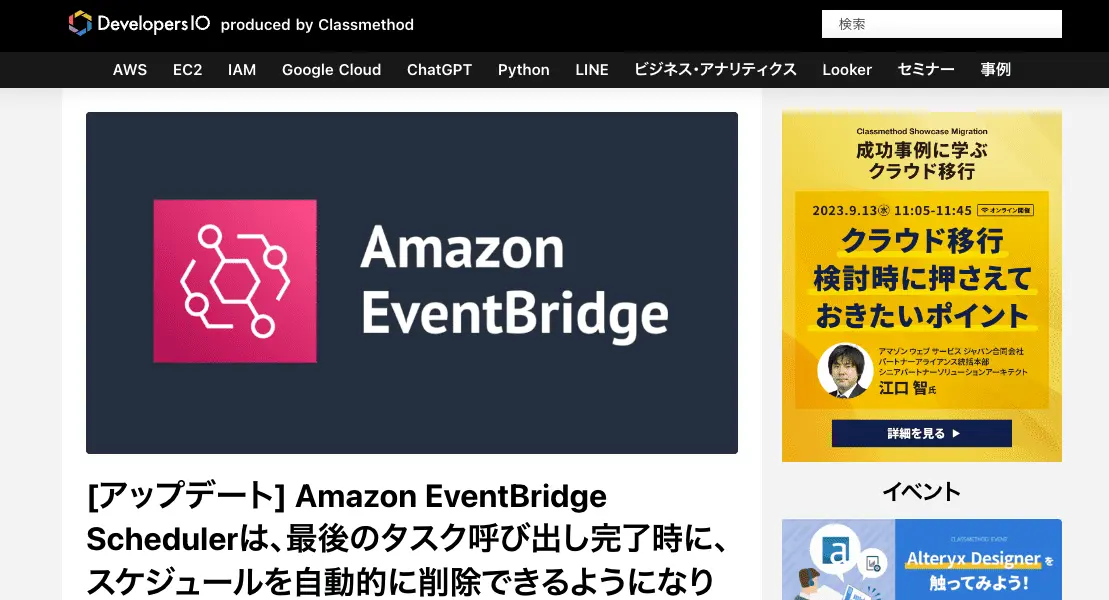 DevelopersIO produced by Classmethod
検索
AWS EC2 IAM Google Cloud ChatGPT Python LINE ビジネス・アナリティクス Looker セミナー 事例
Amazon
EventBridge
[アップデート] Amazon EventBridge
Schedulerは、最後のタスク呼び出し完了時に、
スケジュールを自動的に削除できるようになり
Classmethod Showcase Migration
成功事例に学ぶ
クラウド移行
2023.9.13㊌ 11:05-11:45 オンライン開催
クラウド移行
検討時に押さえて
おきたいポイント
アマゾン ウェブ サービス ジャパン合同会社
パートナーアライアンス統括本部
シニアパートナーソリューションアーキテクト
江口 智氏
詳細を見る
イベント
CLASSMETHOD EVENT
a
Alteryx Designerを
触ってみよう!